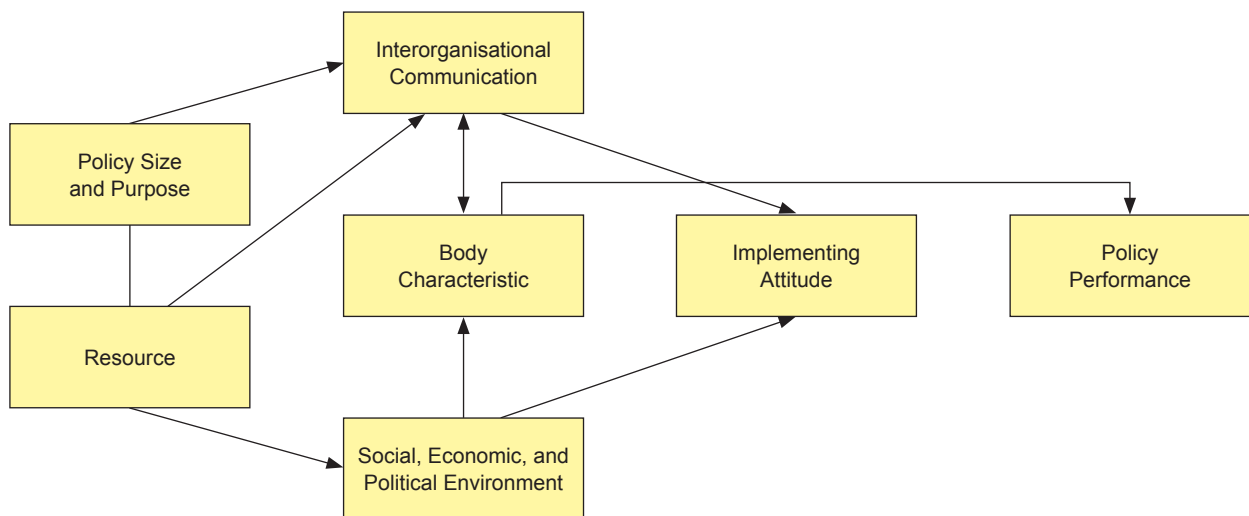 Interorganisational
Communication
Policy Size
and Purpose
Body
Characteristic
Implementing
Attitude
Policy
Performance
Resource
Social, Economic, and
Political Environment